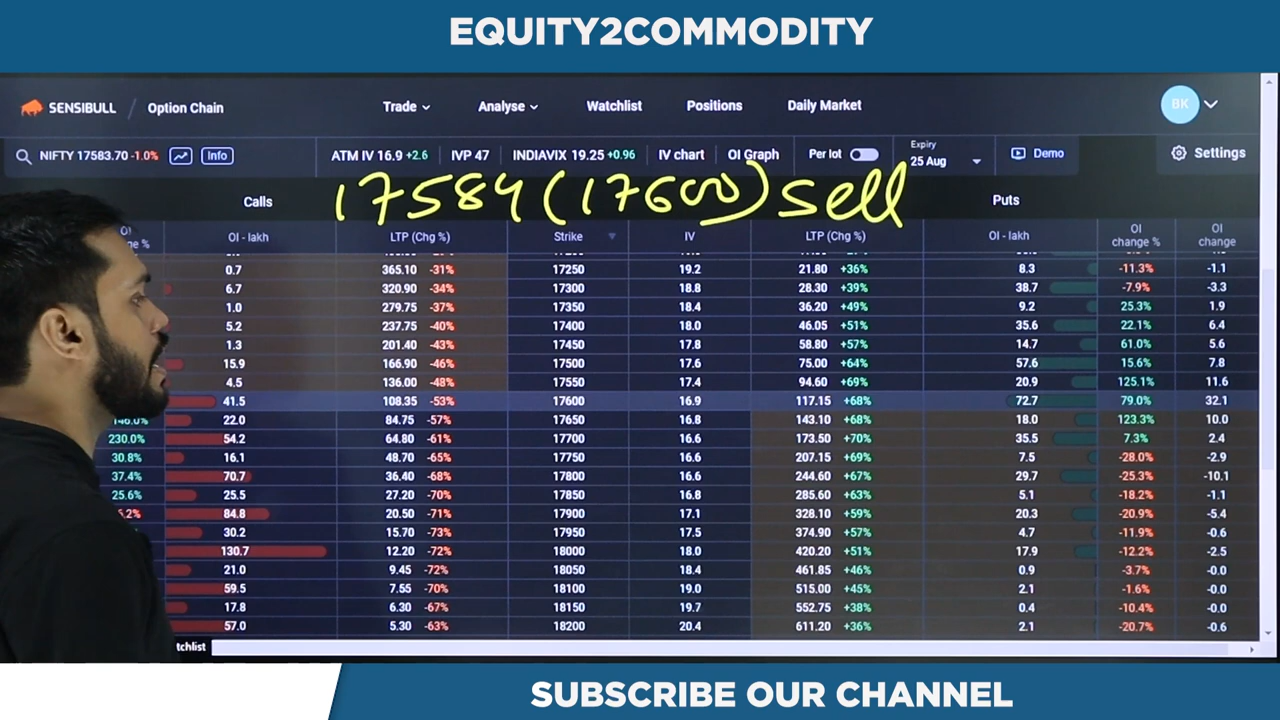 EQUITY2COMMODITY
SENSIBULL / Option Chain Trade Analyse Watchlist Positions Daily Market BK
NIFTY 17583.70 -1.0% Info ATM IV 16.9 +2.6 IVP 47 INDIAVIX 19.25 +0.96 IV chart OI Graph Per lot Expiry 25 Aug Demo Settings
17584 (17600) sell
Calls Puts
OI - lakh LTP (Chg %) Strike IV LTP (Chg %) OI - lakh OI change % OI change
0.7 365.10 -31% 17250 19.2 21.80 +36% 8.3 -11.3% -1.1
6.7 320.90 -34% 17300 18.8 28.30 +39% 38.7 -7.9% -3.3
1.0 279.75 -37% 17350 18.4 36.20 +49% 9.2 25.3% 1.9
5.2 237.75 -40% 17400 18.0 46.05 +51% 35.6 22.1% 6.4
1.3 201.40 -43% 17450 17.8 58.80 +57% 14.7 61.0% 5.6
15.9 166.90 -46% 17500 17.6 75.00 +64% 57.6 15.6% 7.8
4.5 136.00 -48% 17550 17.4 94.60 +69% 20.9 125.1% 11.6
41.5 108.35 -53% 17600 16.9 117.15 +68% 72.7 79.0% 32.1
22.0 84.75 -57% 17650 16.8 143.10 +68% 18.0 123.3% 10.0
230.0% 54.2 64.80 -61% 17700 16.6 173.50 +70% 35.5 7.3% 2.4
30.8% 16.1 48.70 -65% 17750 16.6 207.15 +69% 7.5 -28.0% -2.9
37.4% 70.7 36.40 -68% 17800 16.6 244.60 +67% 29.7 -25.3% -10.1
25.6% 25.5 27.20 -70% 17850 16.8 285.60 +63% 5.1 -18.2% -1.1
84.8 20.50 -71% 17900 17.1 328.10 +59% 20.3 -20.9% -5.4
30.2 15.70 -73% 17950 17.5 374.90 +57% 4.7 -11.9% -0.6
130.7 12.20 -72% 18000 18.0 420.20 +51% 17.9 -12.2% -2.5
21.0 9.45 -72% 18050 18.4 461.85 +46% 0.9 -3.7% -0.0
59.5 7.55 -70% 18100 19.0 515.00 +45% 2.1 -1.6% -0.0
17.8 6.30 -67% 18150 19.7 552.75 +38% 0.4 -10.4% -0.0
57.0 5.30 -63% 18200 20.4 611.20 +36% 2.1 -20.7% -0.6
tchlist
SUBSCRIBE OUR CHANNEL